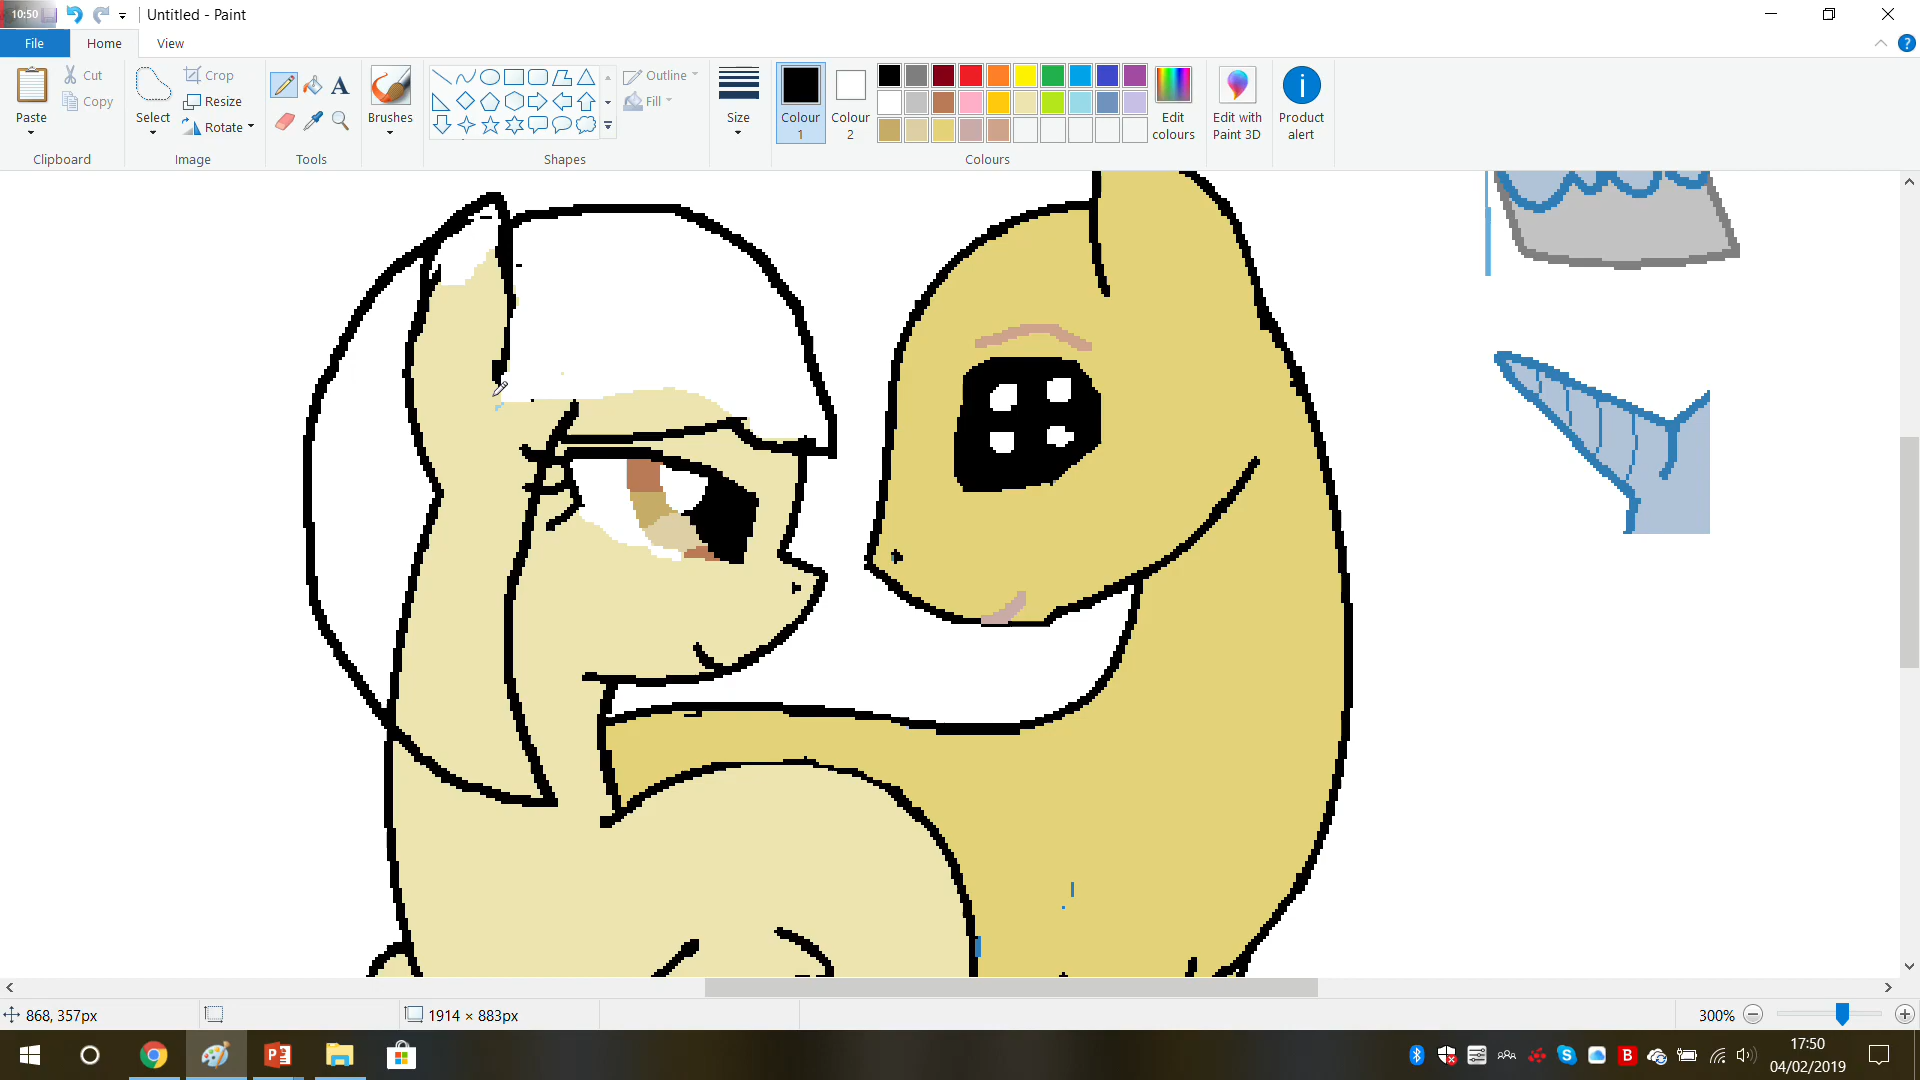 10:50
Untitled - Paint
File Home View
Paste
Cut
Copy
Clipboard
Select
Crop
Resize
Rotate
Image
A
Tools
Brushes
Outline
Fill
Shapes
Size
Colour 1
Colour 2
Edit colours
Colours
Edit with Paint 3D
Product alert
868, 357px
1914 × 883px
300%
17:50
04/02/2019